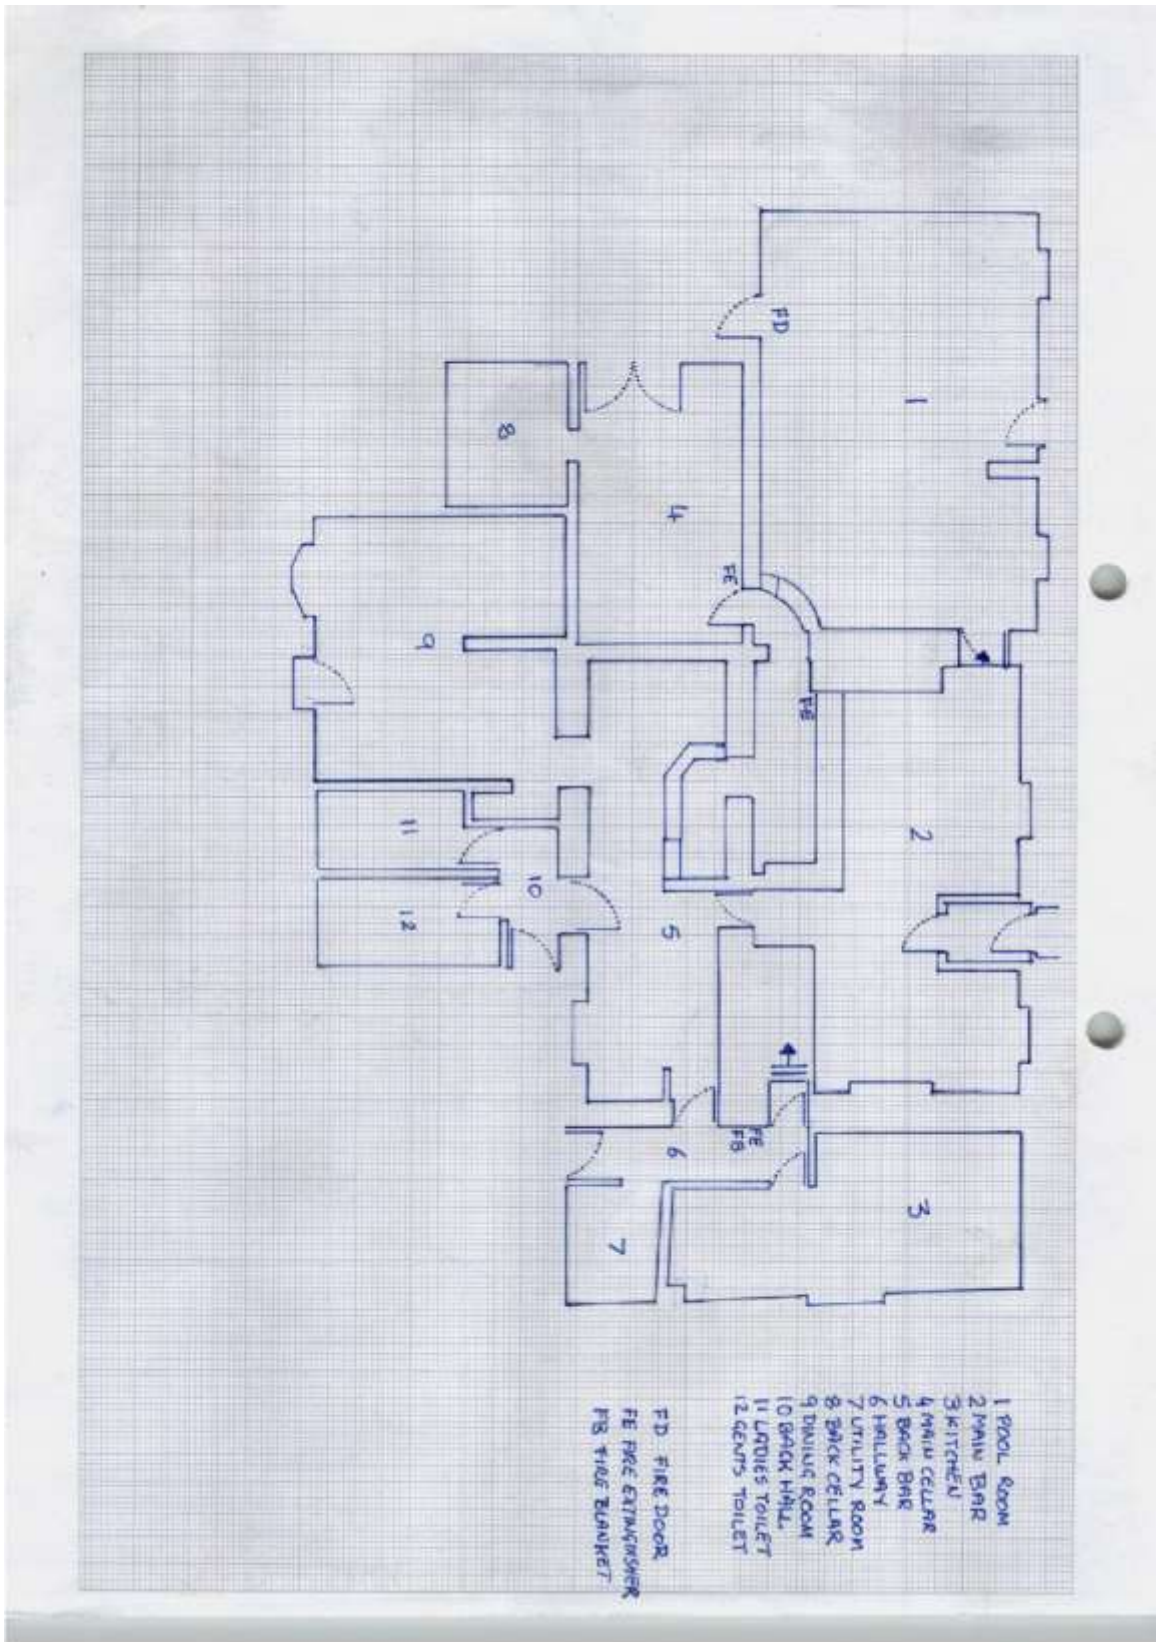 FD
1
8
4
FE
9
FE
2
11
10
12
5
FE
FB
6
3
7
1 POOL ROOM
2 MAIN BAR
3 KITCHEN
4 MAIN CELLAR
5 BACK BAR
6 HALLWAY
7 UTILITY ROOM
8 BACK CELLAR
9 DINING ROOM
10 BACK HALL
11 LADIES TOILET
12 GENTS TOILET
FD FIRE DOOR
FE FIRE EXTINGUISHER
FB FIRE BLANKET